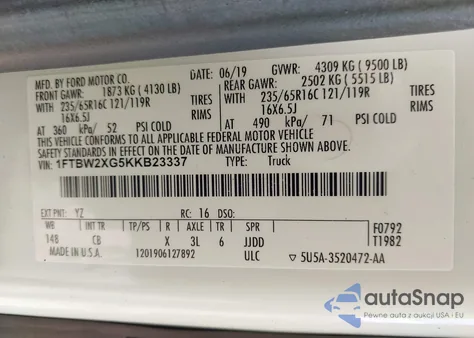 MFD. BY FORD MOTOR CO. DATE: 06/19 GVWR: 4309 KG (9500 LB)
FRONT GAWR: 1873 KG (4130 LB) REAR GAWR: 2502 KG (5515 LB)
WITH 235/65R16C 121/119R TIRES WITH 235/65R16C 121/119R TIRES
16X6.5J RIMS 16X6.5J RIMS
AT 360 kPa/ 52 PSI COLD AT 490 kPa/ 71 PSI COLD
THIS VEHICLE CONFORMS TO ALL APPLICABLE FEDERAL MOTOR VEHICLE
SAFETY STANDARDS IN EFFECT ON THE DATE OF MANUFACTURE SHOWN ABOVE.
VIN: 1FTBW2XG5KKB23337 TYPE: Truck
EXT PNT: YZ RC: 16 DSO:
WB INT TR TP/PS R AXLE TR SPR F0792
148 CB X 3L 6 JJDD T1982
MADE IN U.S.A. 1201906127892 ULC ▽ 5U5A-3520472-AA
autoSnap
Pewne auta z USA - EU